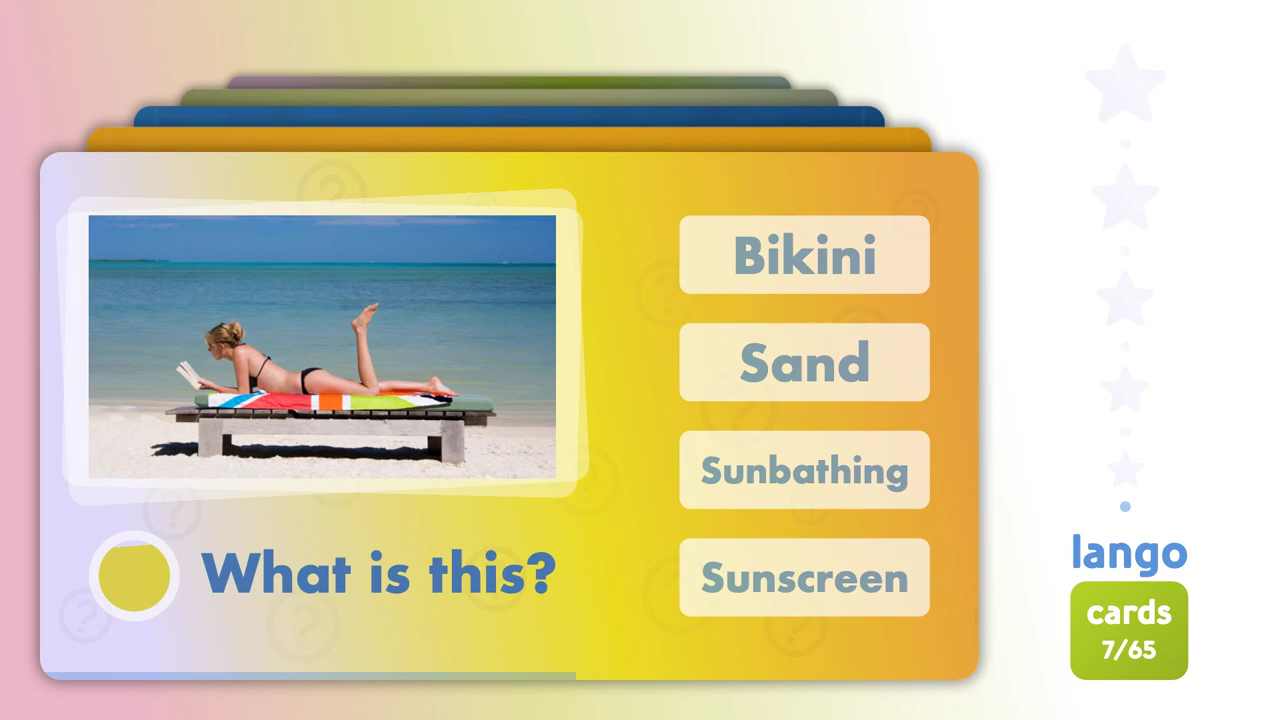 What is this?
Bikini
Sand
Sunbathing
Sunscreen
lango
cards
7/65